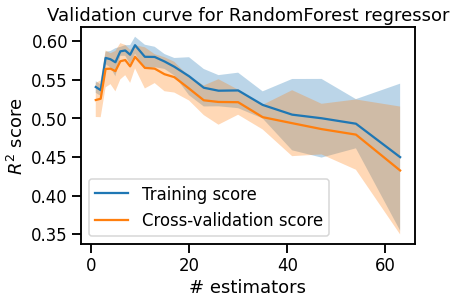 Validation curve for RandomForest regressor
0.60
0.55
0.50
0.45
0.40
0.35
R² score
Training score
Cross-validation score
0
20
40
60
# estimators